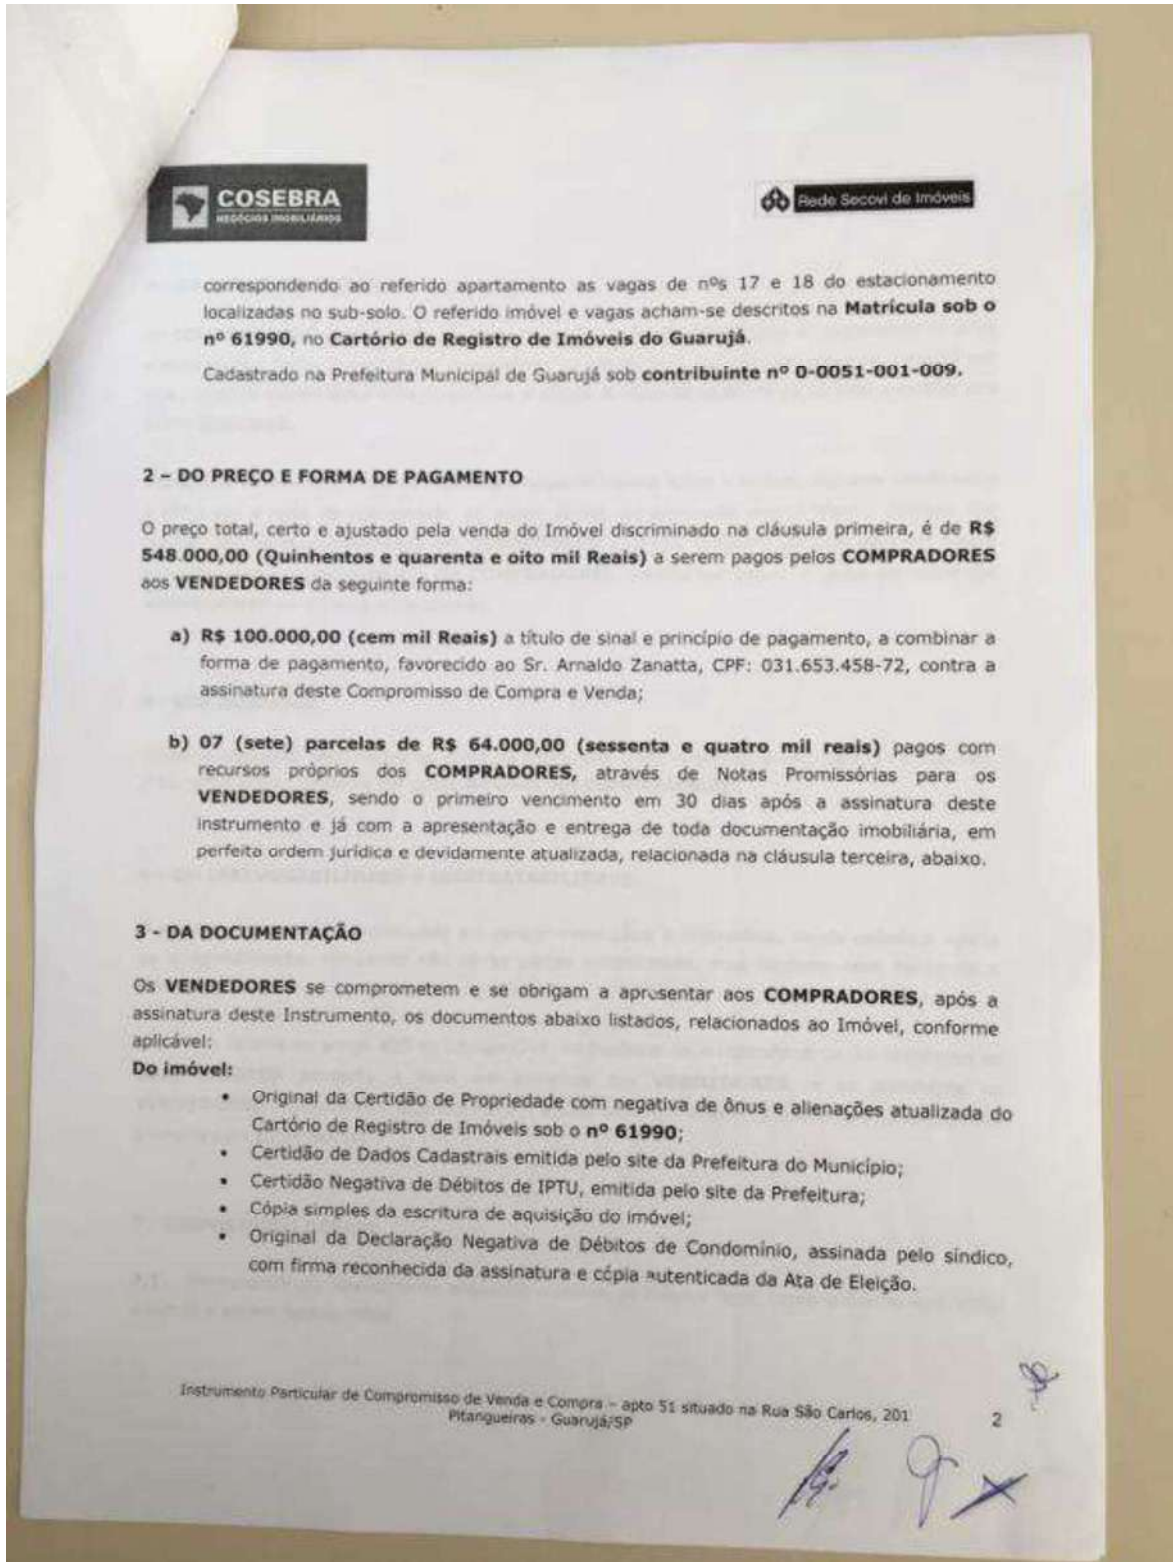 COSEBRA
NEGÓCIOS IMOBILIÁRIOS
Rede Secovi de Imóveis
correspondendo ao referido apartamento as vagas de nºs 17 e 18 do estacionamento
localizadas no sub-solo. O referido imóvel e vagas acham-se descritos na Matrícula sob o
nº 61990, no Cartório de Registro de Imóveis do Guarujá.
Cadastrado na Prefeitura Municipal de Guarujá sob contribuinte nº 0-0051-001-009.
2 – DO PREÇO E FORMA DE PAGAMENTO
O preço total, certo e ajustado pela venda do Imóvel discriminado na cláusula primeira, é de R$
548.000,00 (Quinhentos e quarenta e oito mil Reais) a serem pagos pelos COMPRADORES
aos VENDEDORES da seguinte forma:
a) R$ 100.000,00 (cem mil Reais) a título de sinal e princípio de pagamento, a combinar a
forma de pagamento, favorecido ao Sr. Arnaldo Zanatta, CPF: 031.653.458-72, contra a
assinatura deste Compromisso de Compra e Venda;
b) 07 (sete) parcelas de R$ 64.000,00 (sessenta e quatro mil reais) pagos com
recursos próprios dos COMPRADORES, através de Notas Promissórias para os
VENDEDORES, sendo o primeiro vencimento em 30 dias após a assinatura deste
instrumento e já com a apresentação e entrega de toda documentação imobiliária, em
perfeita ordem jurídica e devidamente atualizada, relacionada na cláusula terceira, abaixo.
3 - DA DOCUMENTAÇÃO
Os VENDEDORES se comprometem e se obrigam a apresentar aos COMPRADORES, após a
assinatura deste Instrumento, os documentos abaixo listados, relacionados ao Imóvel, conforme
aplicável:
Do imóvel:
• Original da Certidão de Propriedade com negativa de ônus e alienações atualizada do
Cartório de Registro de Imóveis sob o nº 61990;
• Certidão de Dados Cadastrais emitida pelo site da Prefeitura do Município;
• Certidão Negativa de Débitos de IPTU, emitida pelo site da Prefeitura;
• Cópia simples da escritura de aquisição do imóvel;
• Original da Declaração Negativa de Débitos de Condomínio, assinada pelo síndico,
com firma reconhecida da assinatura e cópia autenticada da Ata de Eleição.
Instrumento Particular de Compromisso de Venda e Compra – apto 51 situado na Rua São Carlos, 201
Pitangueiras - Guarujá/SP
2